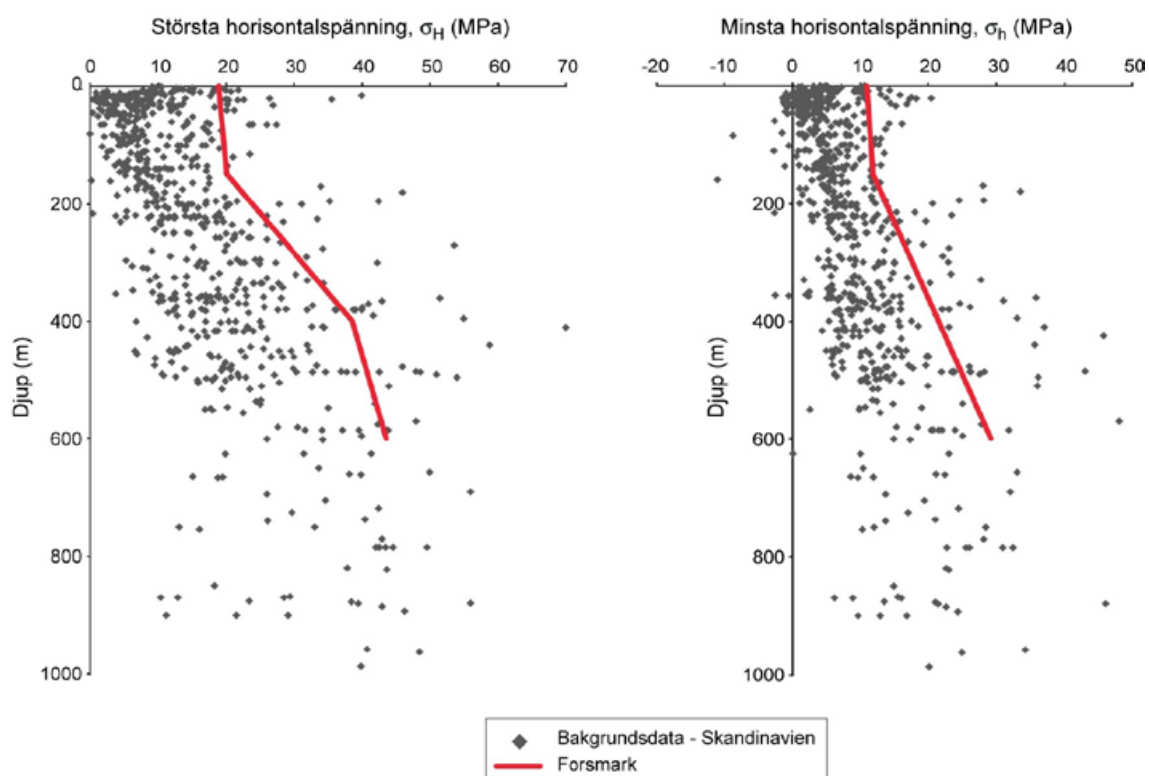 Största horisontalspänning, σH (MPa)
0 10 20 30 40 50 60 70
0
200
400
600
800
1000
Djup (m)
Minsta horisontalspänning, σh (MPa)
-20 -10 0 10 20 30 40 50
0
200
400
600
800
1000
Djup (m)
Bakgrundsdata - Skandinavien
Forsmark